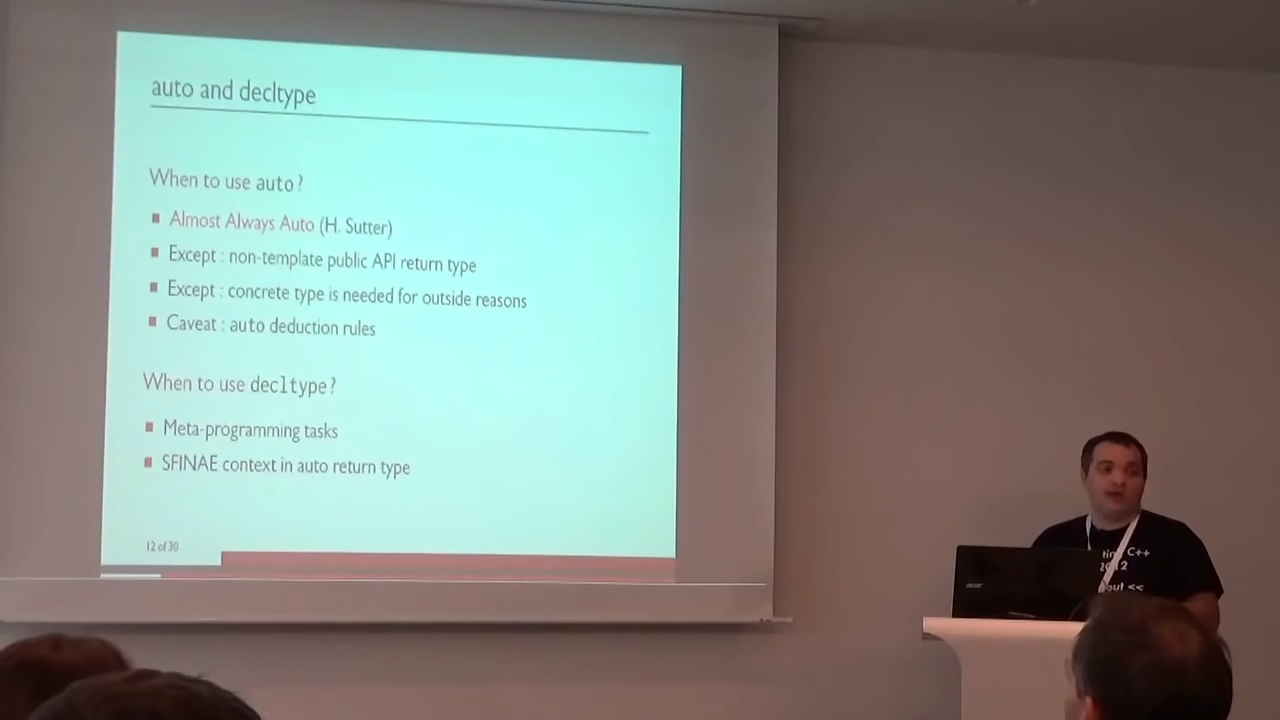 auto and decltype
When to use auto?
Almost Always Auto (H. Sutter)
Except : non-template public API return type
Except : concrete type is needed for outside reasons
Caveat : auto deduction rules
When to use decltype?
Meta-programming tasks
SFINAE context in auto return type
12 of 30
C++
out <<
acer